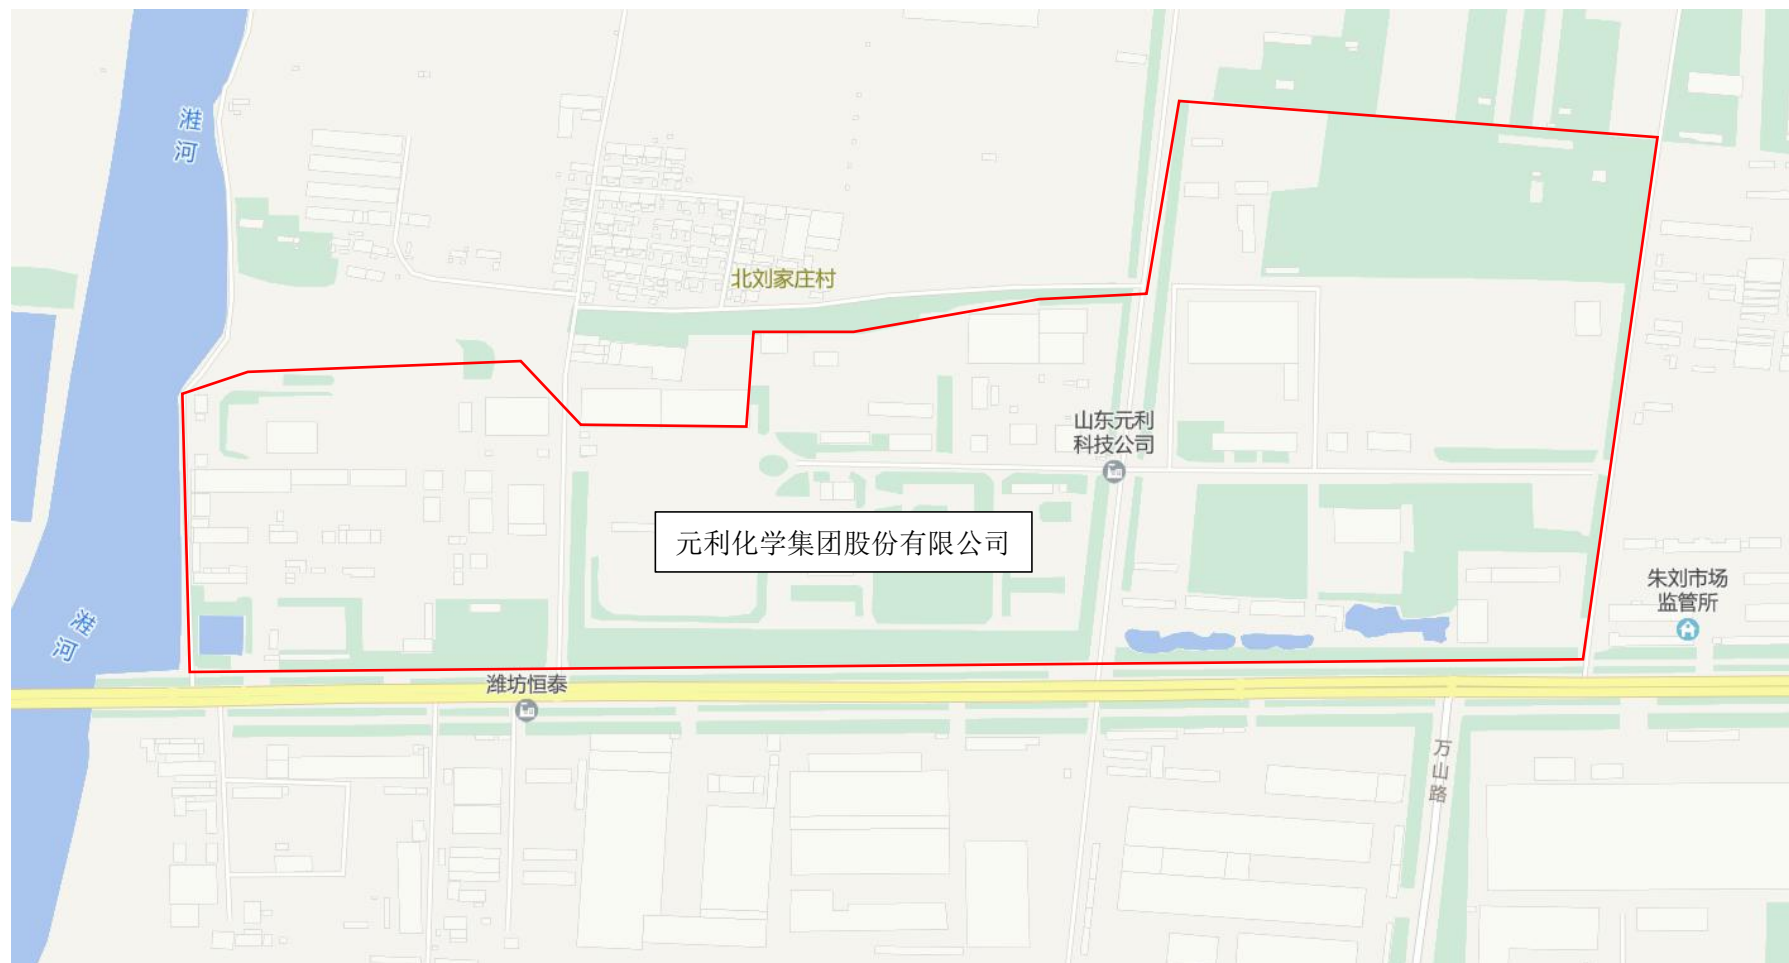 溎
河
北刘家庄村
山东元利
科技公司
元利化学集团股份有限公司
朱刘市场
监管所
溎
河
潍坊恒泰
万
山
路